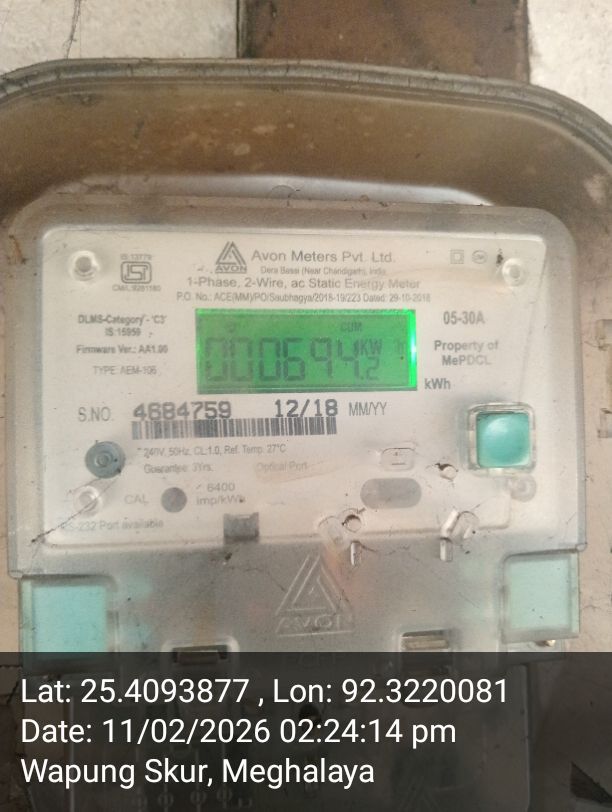 IS:13779
ISI
CM/L 9261160
AVON
Avon Meters Pvt. Ltd.
Dera Bassi (Near Chandigarh), India
1-Phase, 2-Wire, ac Static Energy Meter
P.O. No.: ACE(MM)/PO/Saubhagya/2018-19/223 Dated: 29-10-2018
DLMS-Category - 'C3'
IS:15959
Firmware Ver.: AA1.00
TYPE AEM-106
CUM
KW h
05-30A
Property of
MePDCL
kWh
S.NO. 4684759 12/18 MM/YY
240V, 50Hz, CL:1.0, Ref. Temp. 27°C
Guarantee: 3Yrs. Optical Port
CAL 6400
imp/kWh
RS-232 Port available
AVON
Lat: 25.4093877 , Lon: 92.3220081
Date: 11/02/2026 02:24:14 pm
Wapung Skur, Meghalaya